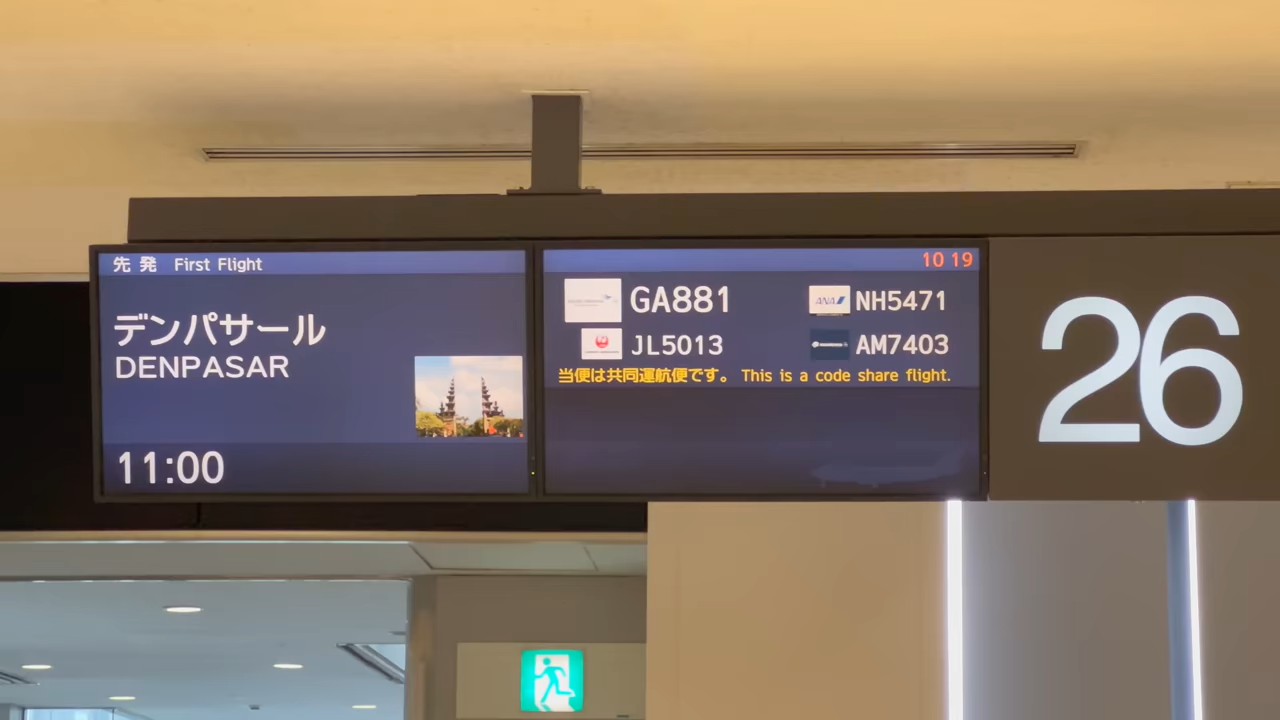 先発 First Flight
デンパサール
DENPASAR
11:00
10 19
GA881
ANA NH5471
JL5013
AM7403
当便は共同運航便です。 This is a code share flight.
26